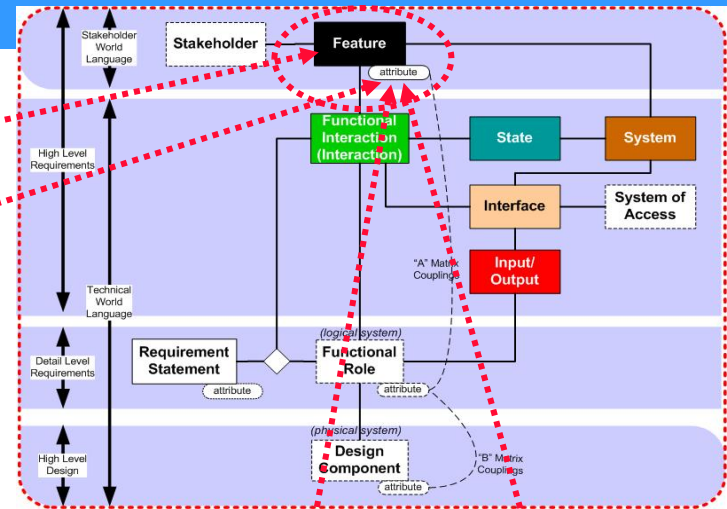 Stakeholder
World
Language
Stakeholder
Feature
attribute
High Level
Requirements
Functional
Interaction
(Interaction)
State
System
Interface
System of
Access
"A" Matrix
Couplings
Input/
Output
Technical
World
Language
Detail Level
Requirements
Requirement
Statement
attribute
(logical system)
Functional
Role
attribute
High Level
Design
(physical system)
Design
Component
attribute
"B" Matrix
Couplings